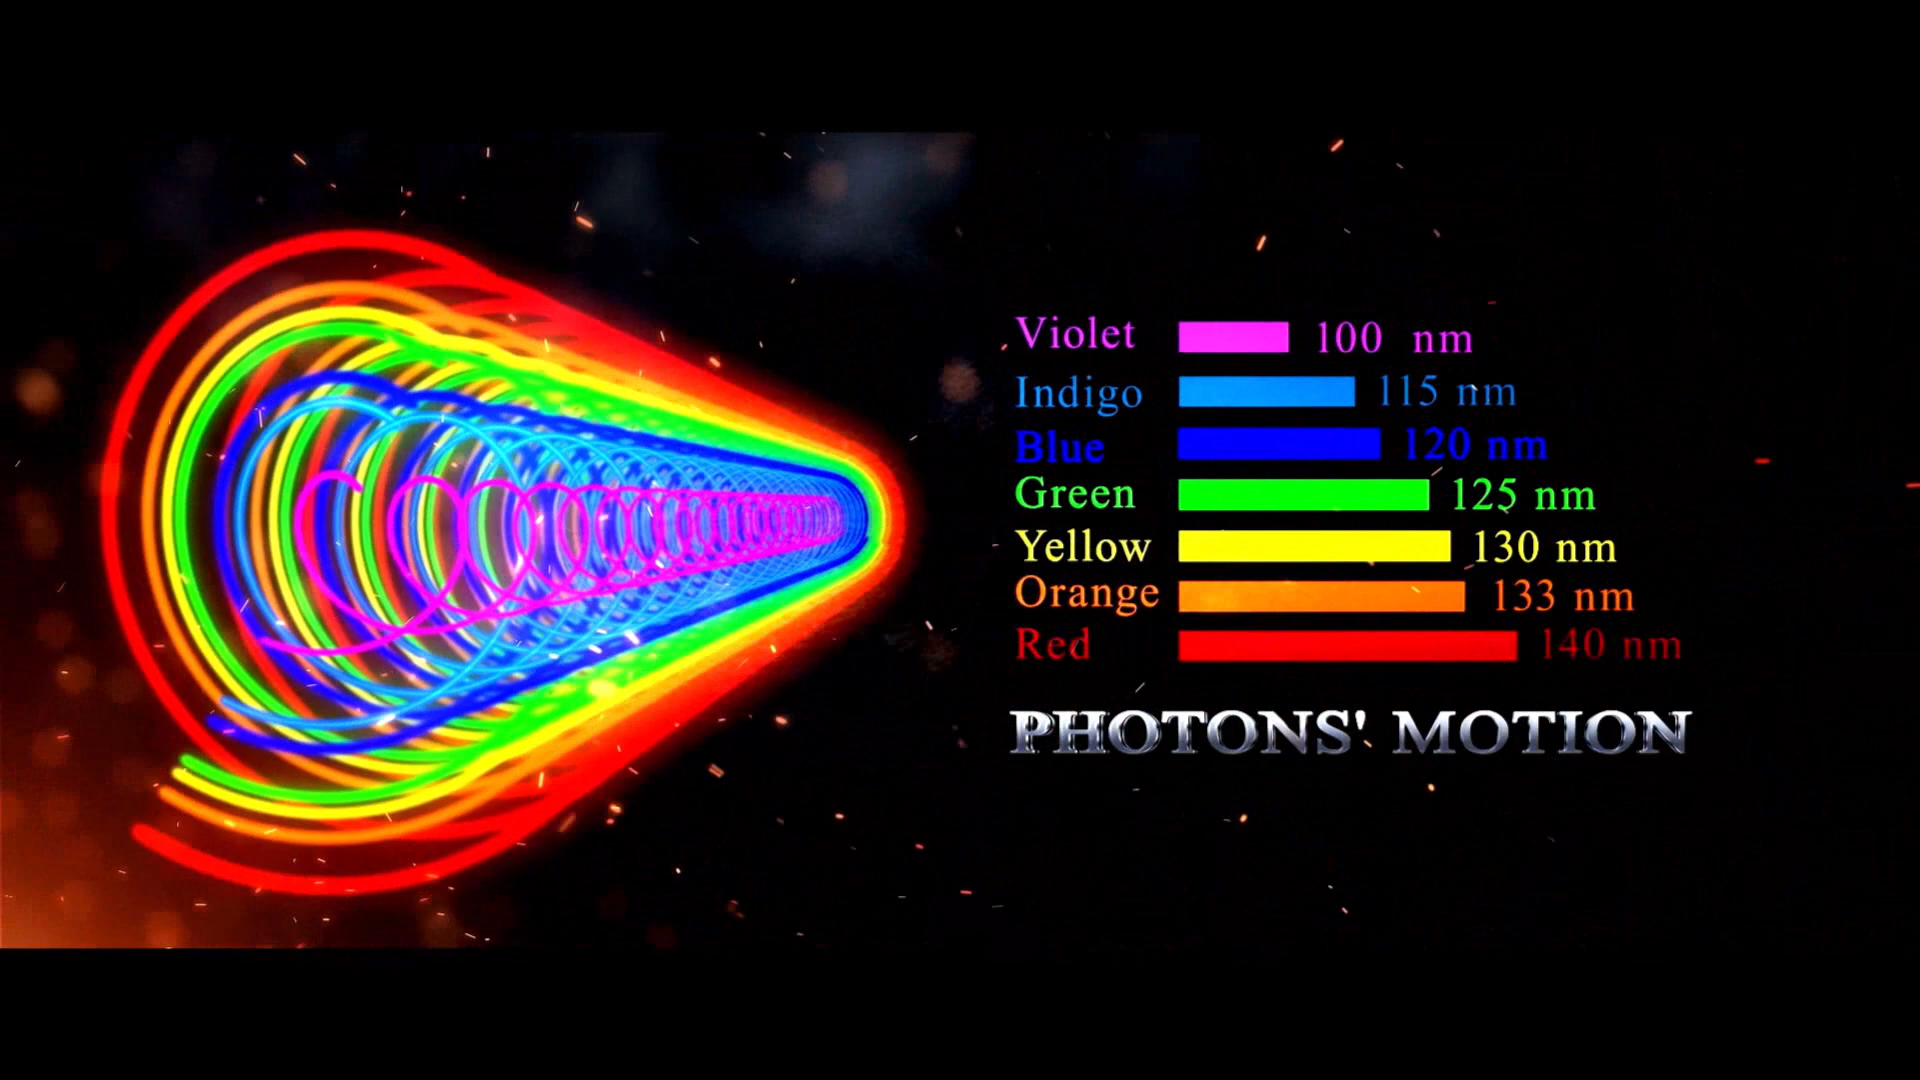 Violet 100 nm
Indigo 115 nm
Blue 120 nm
Green 125 nm
Yellow 130 nm
Orange 133 nm
Red 140 nm
PHOTONS' MOTION